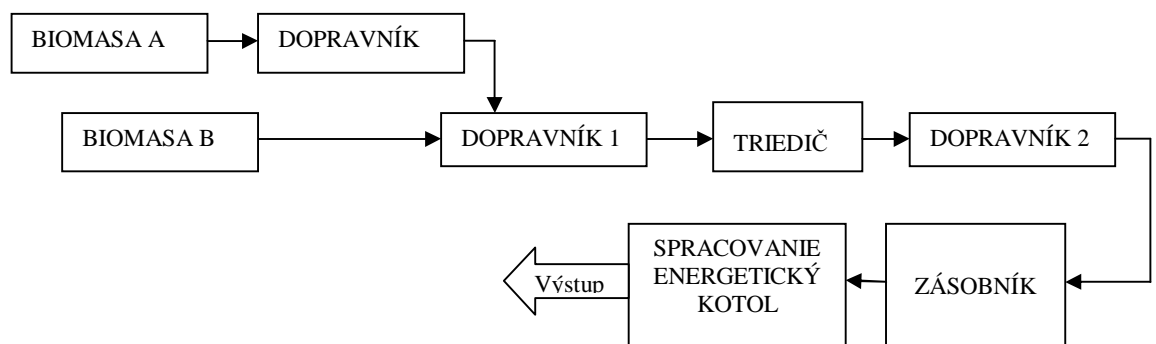 BIOMASA A
DOPRAVNÍK
BIOMASA B
DOPRAVNÍK 1
TRIEDIČ
DOPRAVNÍK 2
Výstup
SPRACOVANIE
ENERGETICKÝ
KOTOL
ZÁSOBNÍK